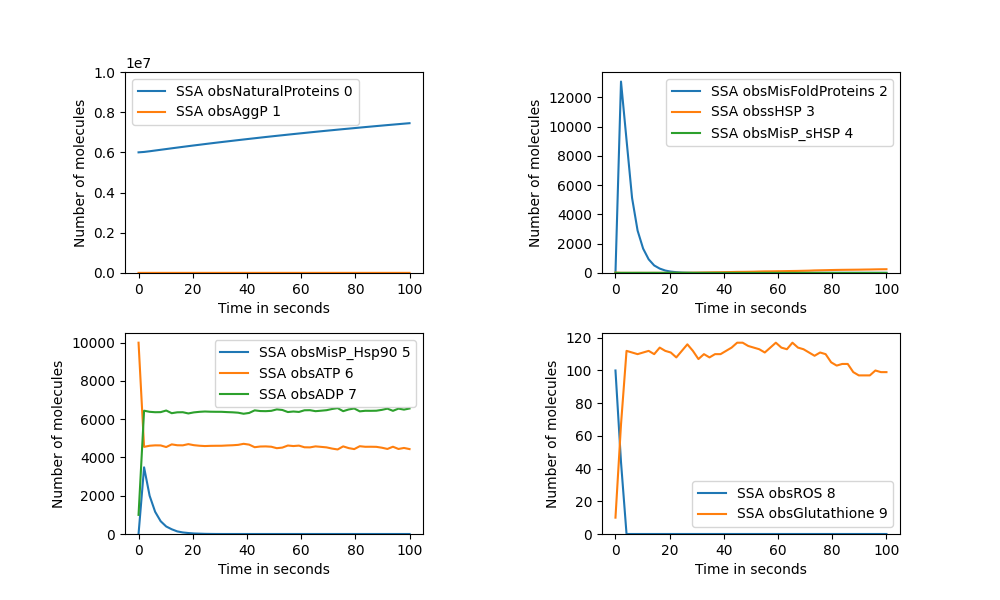 1e7
1.0
0.8
0.6
0.4
0.2
0.0
Number of molecules
SSA obsNaturalProteins 0
SSA obsAggP 1
0 20 40 60 80 100
Time in seconds
12000
10000
8000
6000
4000
2000
0
Number of molecules
SSA obsMisFoldProteins 2
SSA obssHSP 3
SSA obsMisP_sHSP 4
0 20 40 60 80 100
Time in seconds
10000
8000
6000
4000
2000
0
Number of molecules
SSA obsMisP_Hsp90 5
SSA obsATP 6
SSA obsADP 7
0 20 40 60 80 100
Time in seconds
120
100
80
60
40
20
0
Number of molecules
SSA obsROS 8
SSA obsGlutathione 9
0 20 40 60 80 100
Time in seconds